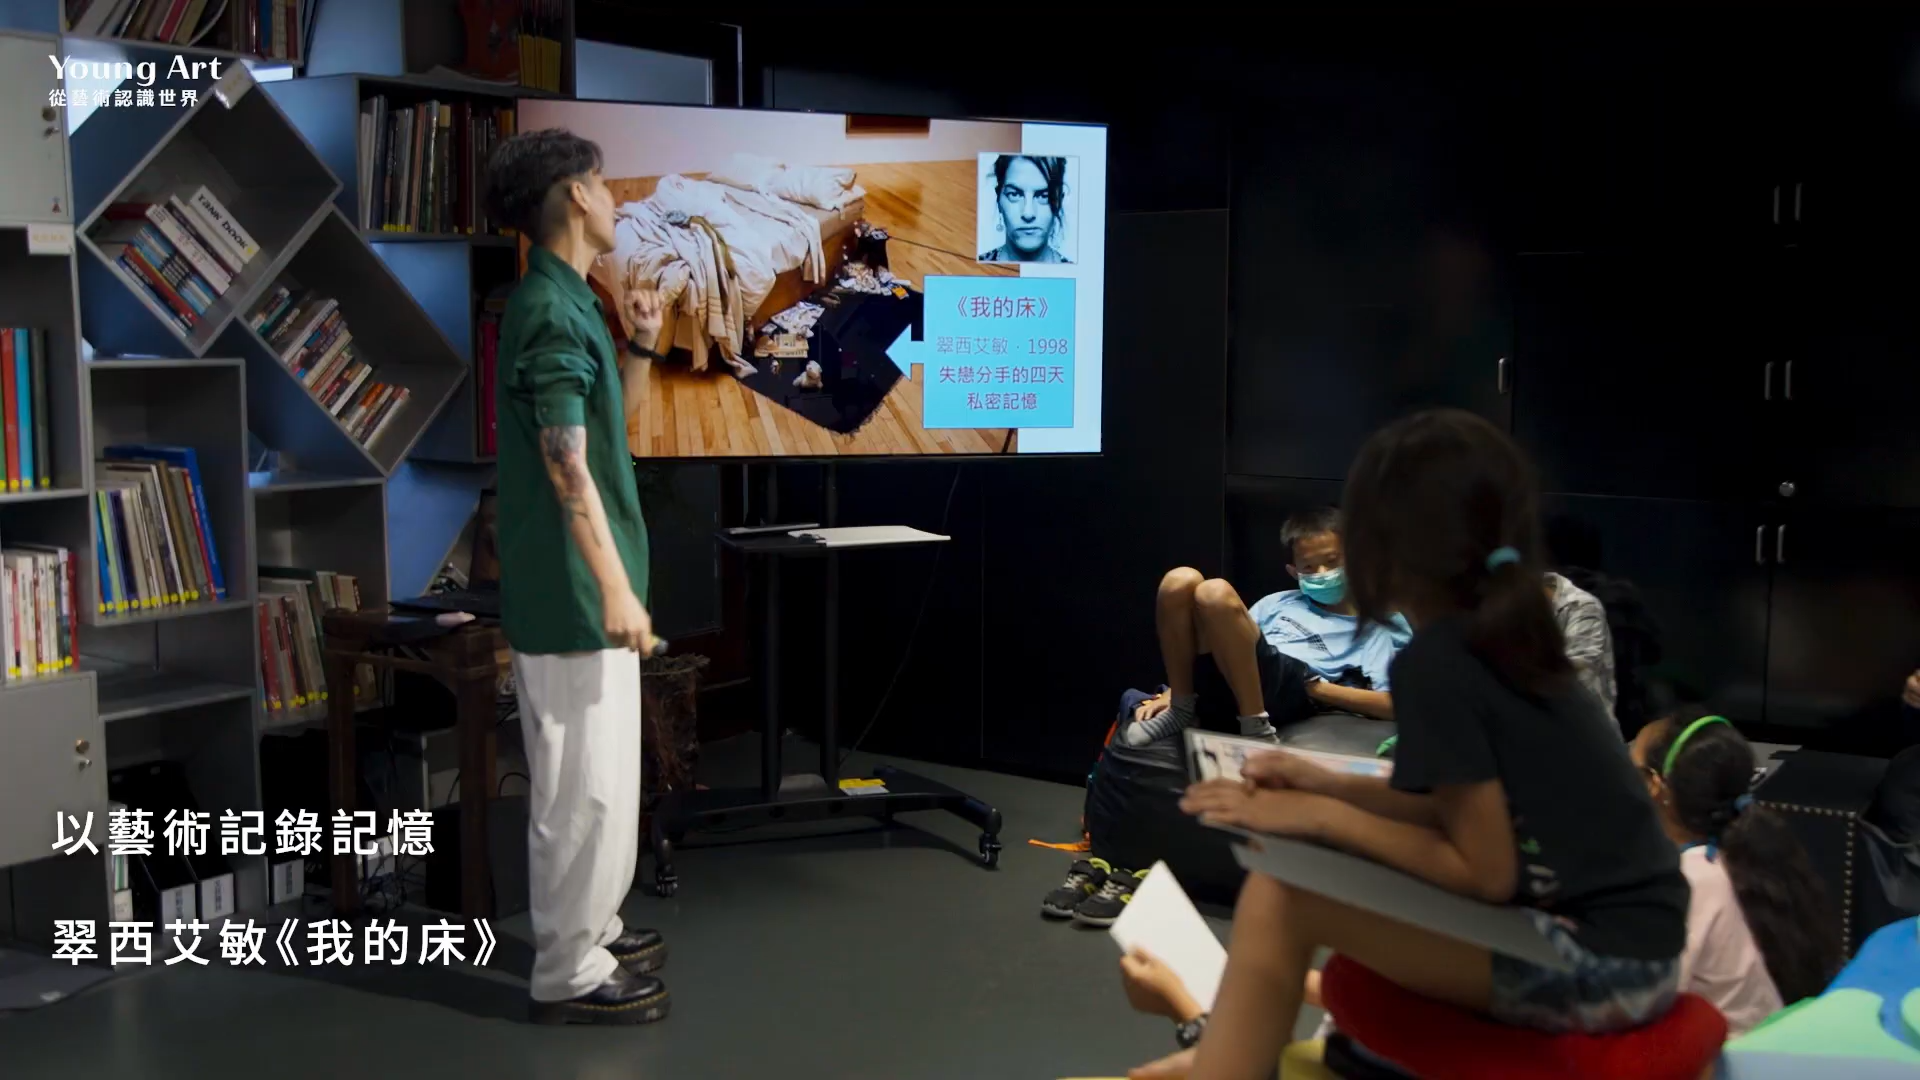 Young Art
從藝術認識世界
TANK BOOK
《我的床》
翠西艾敏·1998
失戀分手的四天
私密記憶
以藝術記錄記憶
翠西艾敏《我的床》